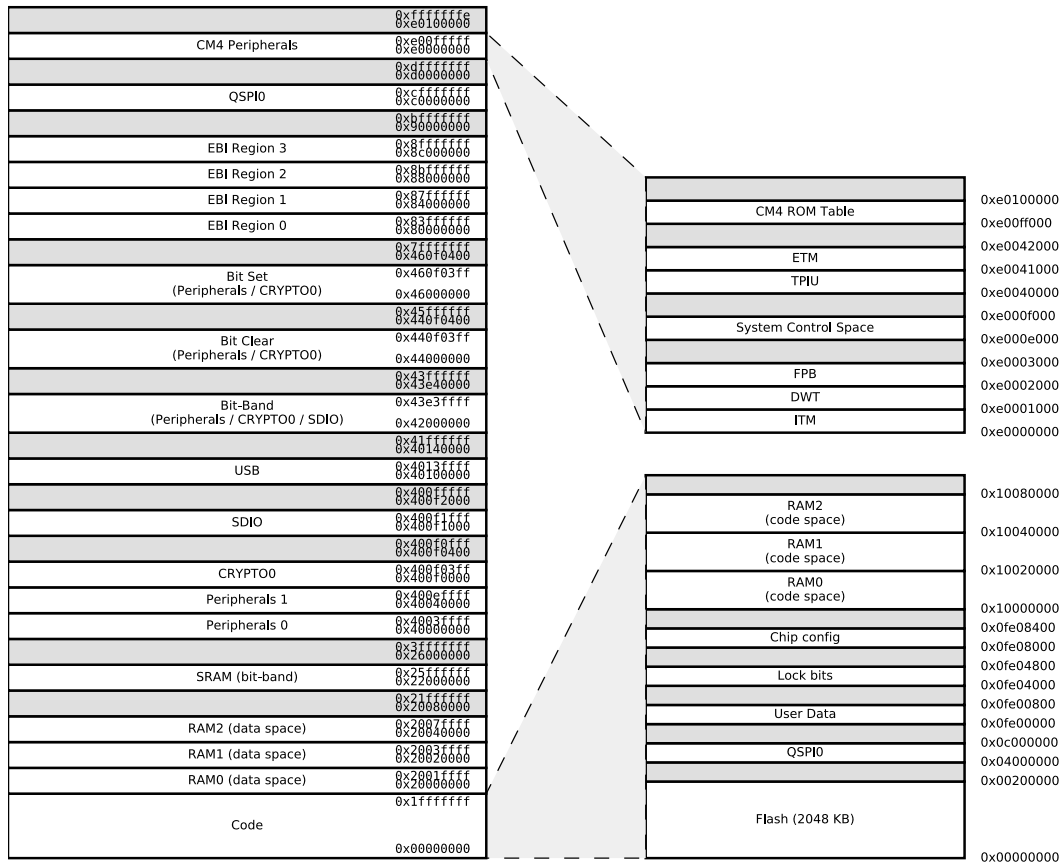 0xfffffffe
0xe0100000
CM4 Peripherals
0xe00fffff
0xe0000000
0xdfffffff
0xd0000000
QSPI0
0xcfffffff
0xc0000000
0xbfffffff
0x90000000
EBI Region 3
0x8fffffff
0x8c000000
EBI Region 2
0x8bffffff
0x88000000
EBI Region 1
0x87ffffff
0x84000000
EBI Region 0
0x83ffffff
0x80000000
0x7fffffff
0x460f0400
Bit Set
(Peripherals / CRYPTO0)
0x460f03ff
0x46000000
0x45ffffff
0x440f0400
Bit Clear
(Peripherals / CRYPTO0)
0x440f03ff
0x44000000
0x43ffffff
0x43e40000
Bit-Band
(Peripherals / CRYPTO0 / SDIO)
0x43e3ffff
0x42000000
0x41ffffff
0x40140000
USB
0x4013ffff
0x40100000
0x400fffff
0x400f2000
SDIO
0x400f1fff
0x400f1000
0x400f0fff
0x400f0400
CRYPTO0
0x400f03ff
0x400f0000
Peripherals 1
0x400effff
0x40040000
Peripherals 0
0x4003ffff
0x40000000
0x3fffffff
0x26000000
SRAM (bit-band)
0x25ffffff
0x22000000
0x21ffffff
0x20080000
RAM2 (data space)
0x2007ffff
0x20040000
RAM1 (data space)
0x2003ffff
0x20020000
RAM0 (data space)
0x2001ffff
0x20000000
Code
0x1fffffff
0x00000000
0xe0100000
CM4 ROM Table
0xe00ff000
0xe0042000
ETM
0xe0041000
TPIU
0xe0040000
0xe000f000
System Control Space
0xe000e000
0xe0003000
FPB
0xe0002000
DWT
0xe0001000
ITM
0xe0000000
0x10080000
RAM2
(code space)
0x10040000
RAM1
(code space)
0x10020000
RAM0
(code space)
0x10000000
0x0fe08400
Chip config
0x0fe08000
0x0fe04800
Lock bits
0x0fe04000
0x0fe00800
User Data
0x0fe00000
0x0c000000
QSPI0
0x04000000
0x00200000
Flash (2048 KB)
0x00000000